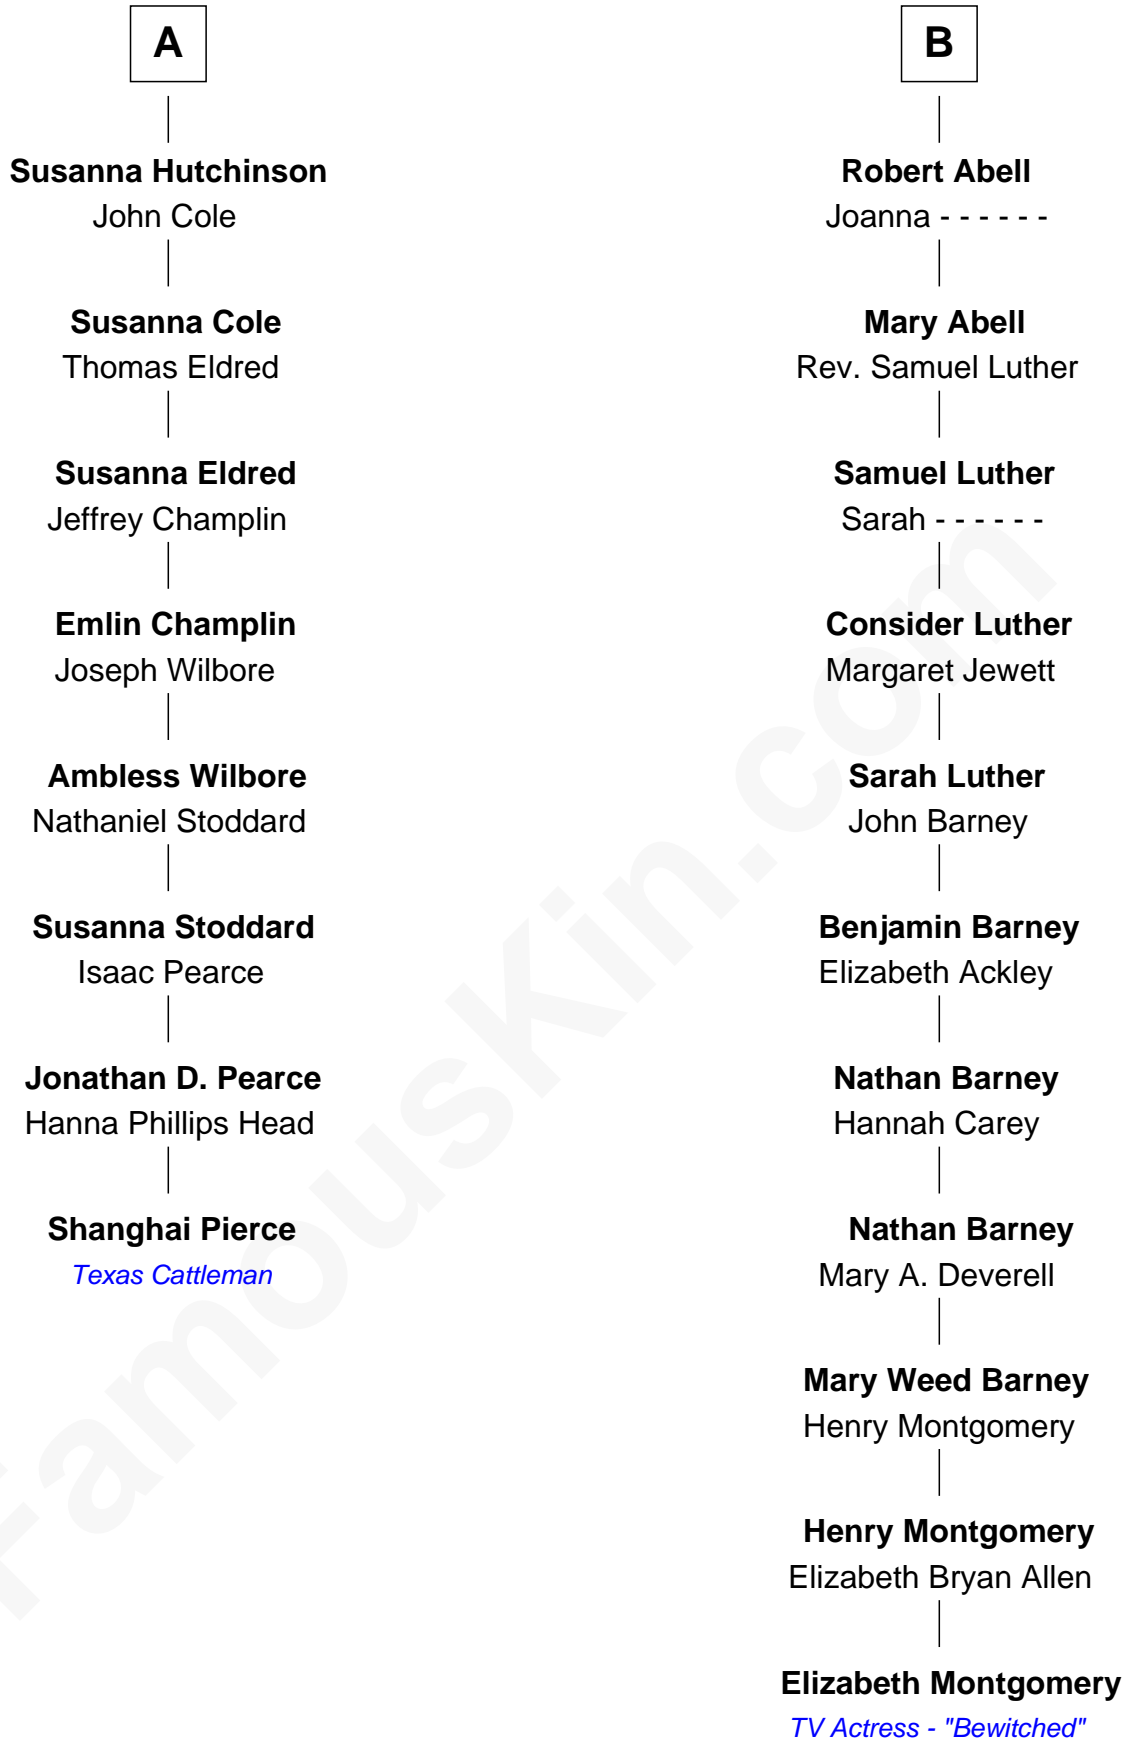 A
Susanna Hutchinson
John Cole
Susanna Cole
Thomas Eldred
Susanna Eldred
Jeffrey Champlin
Emlin Champlin
Joseph Wilbore
Ambless Wilbore
Nathaniel Stoddard
Susanna Stoddard
Isaac Pearce
Jonathan D. Pearce
Hanna Phillips Head
Shanghai Pierce
Texas Cattleman
B
Robert Abell
Joanna - - - - - -
Mary Abell
Rev. Samuel Luther
Samuel Luther
Sarah - - - - - -
Consider Luther
Margaret Jewett
Sarah Luther
John Barney
Benjamin Barney
Elizabeth Ackley
Nathan Barney
Hannah Carey
Nathan Barney
Mary A. Deverell
Mary Weed Barney
Henry Montgomery
Henry Montgomery
Elizabeth Bryan Allen
Elizabeth Montgomery
TV Actress - "Bewitched"
FamousKin.com